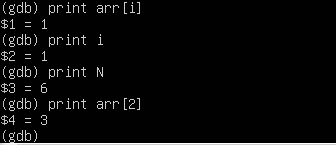 (gdb) print arr[i]
$1 = 1
(gdb) print i
$2 = 1
(gdb) print N
$3 = 6
(gdb) print arr[2]
$4 = 3
(gdb)